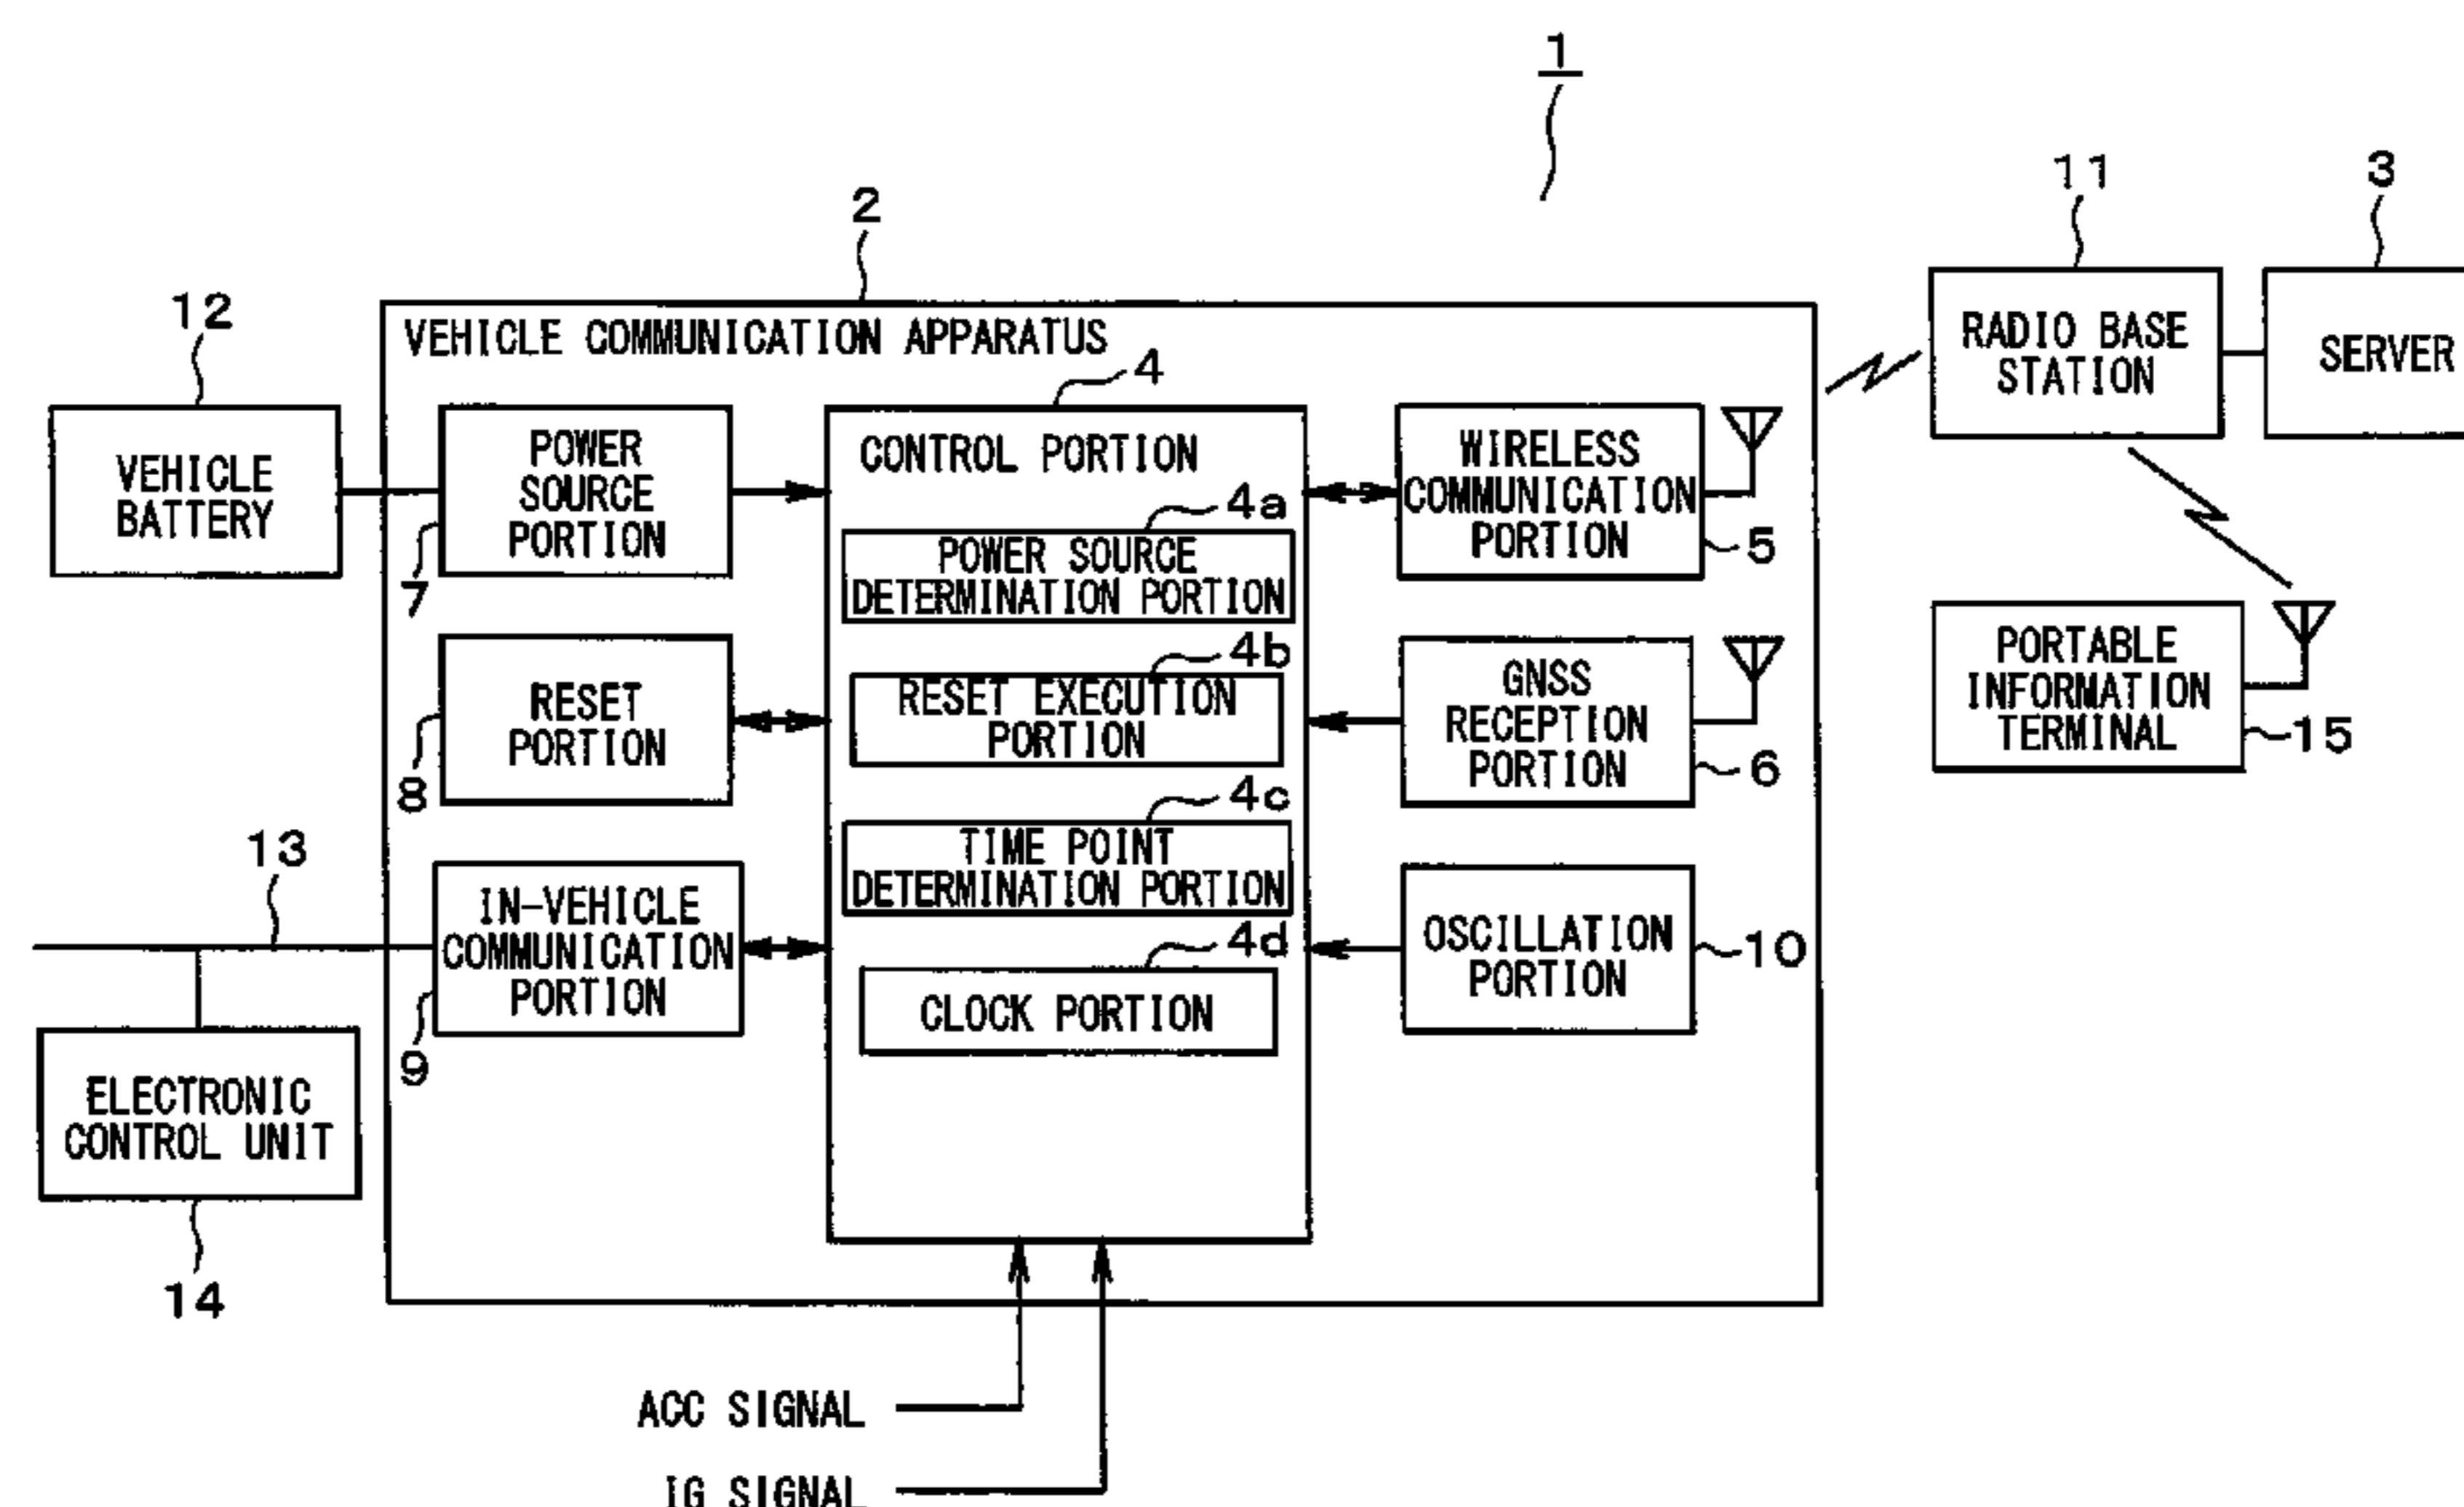 1
11
3
2
12
VEHICLE COMMUNICATION APPARATUS
RADIO BASE
STATION
SERVER
4
VEHICLE
BATTERY
POWER
SOURCE
PORTION
7
CONTROL PORTION
4a
POWER SOURCE
DETERMINATION PORTION
WIRELESS
COMMUNICATION
PORTION
5
RESET
PORTION
8
4b
RESET EXECUTION
PORTION
GNSS
RECEPTION
PORTION
6
PORTABLE
INFORMATION
TERMINAL
15
13
IN-VEHICLE
COMMUNICATION
PORTION
9
4c
TIME POINT
DETERMINATION PORTION
4d
CLOCK PORTION
OSCILLATION
PORTION
10
ELECTRONIC
CONTROL UNIT
14
ACC SIGNAL
IG SIGNAL